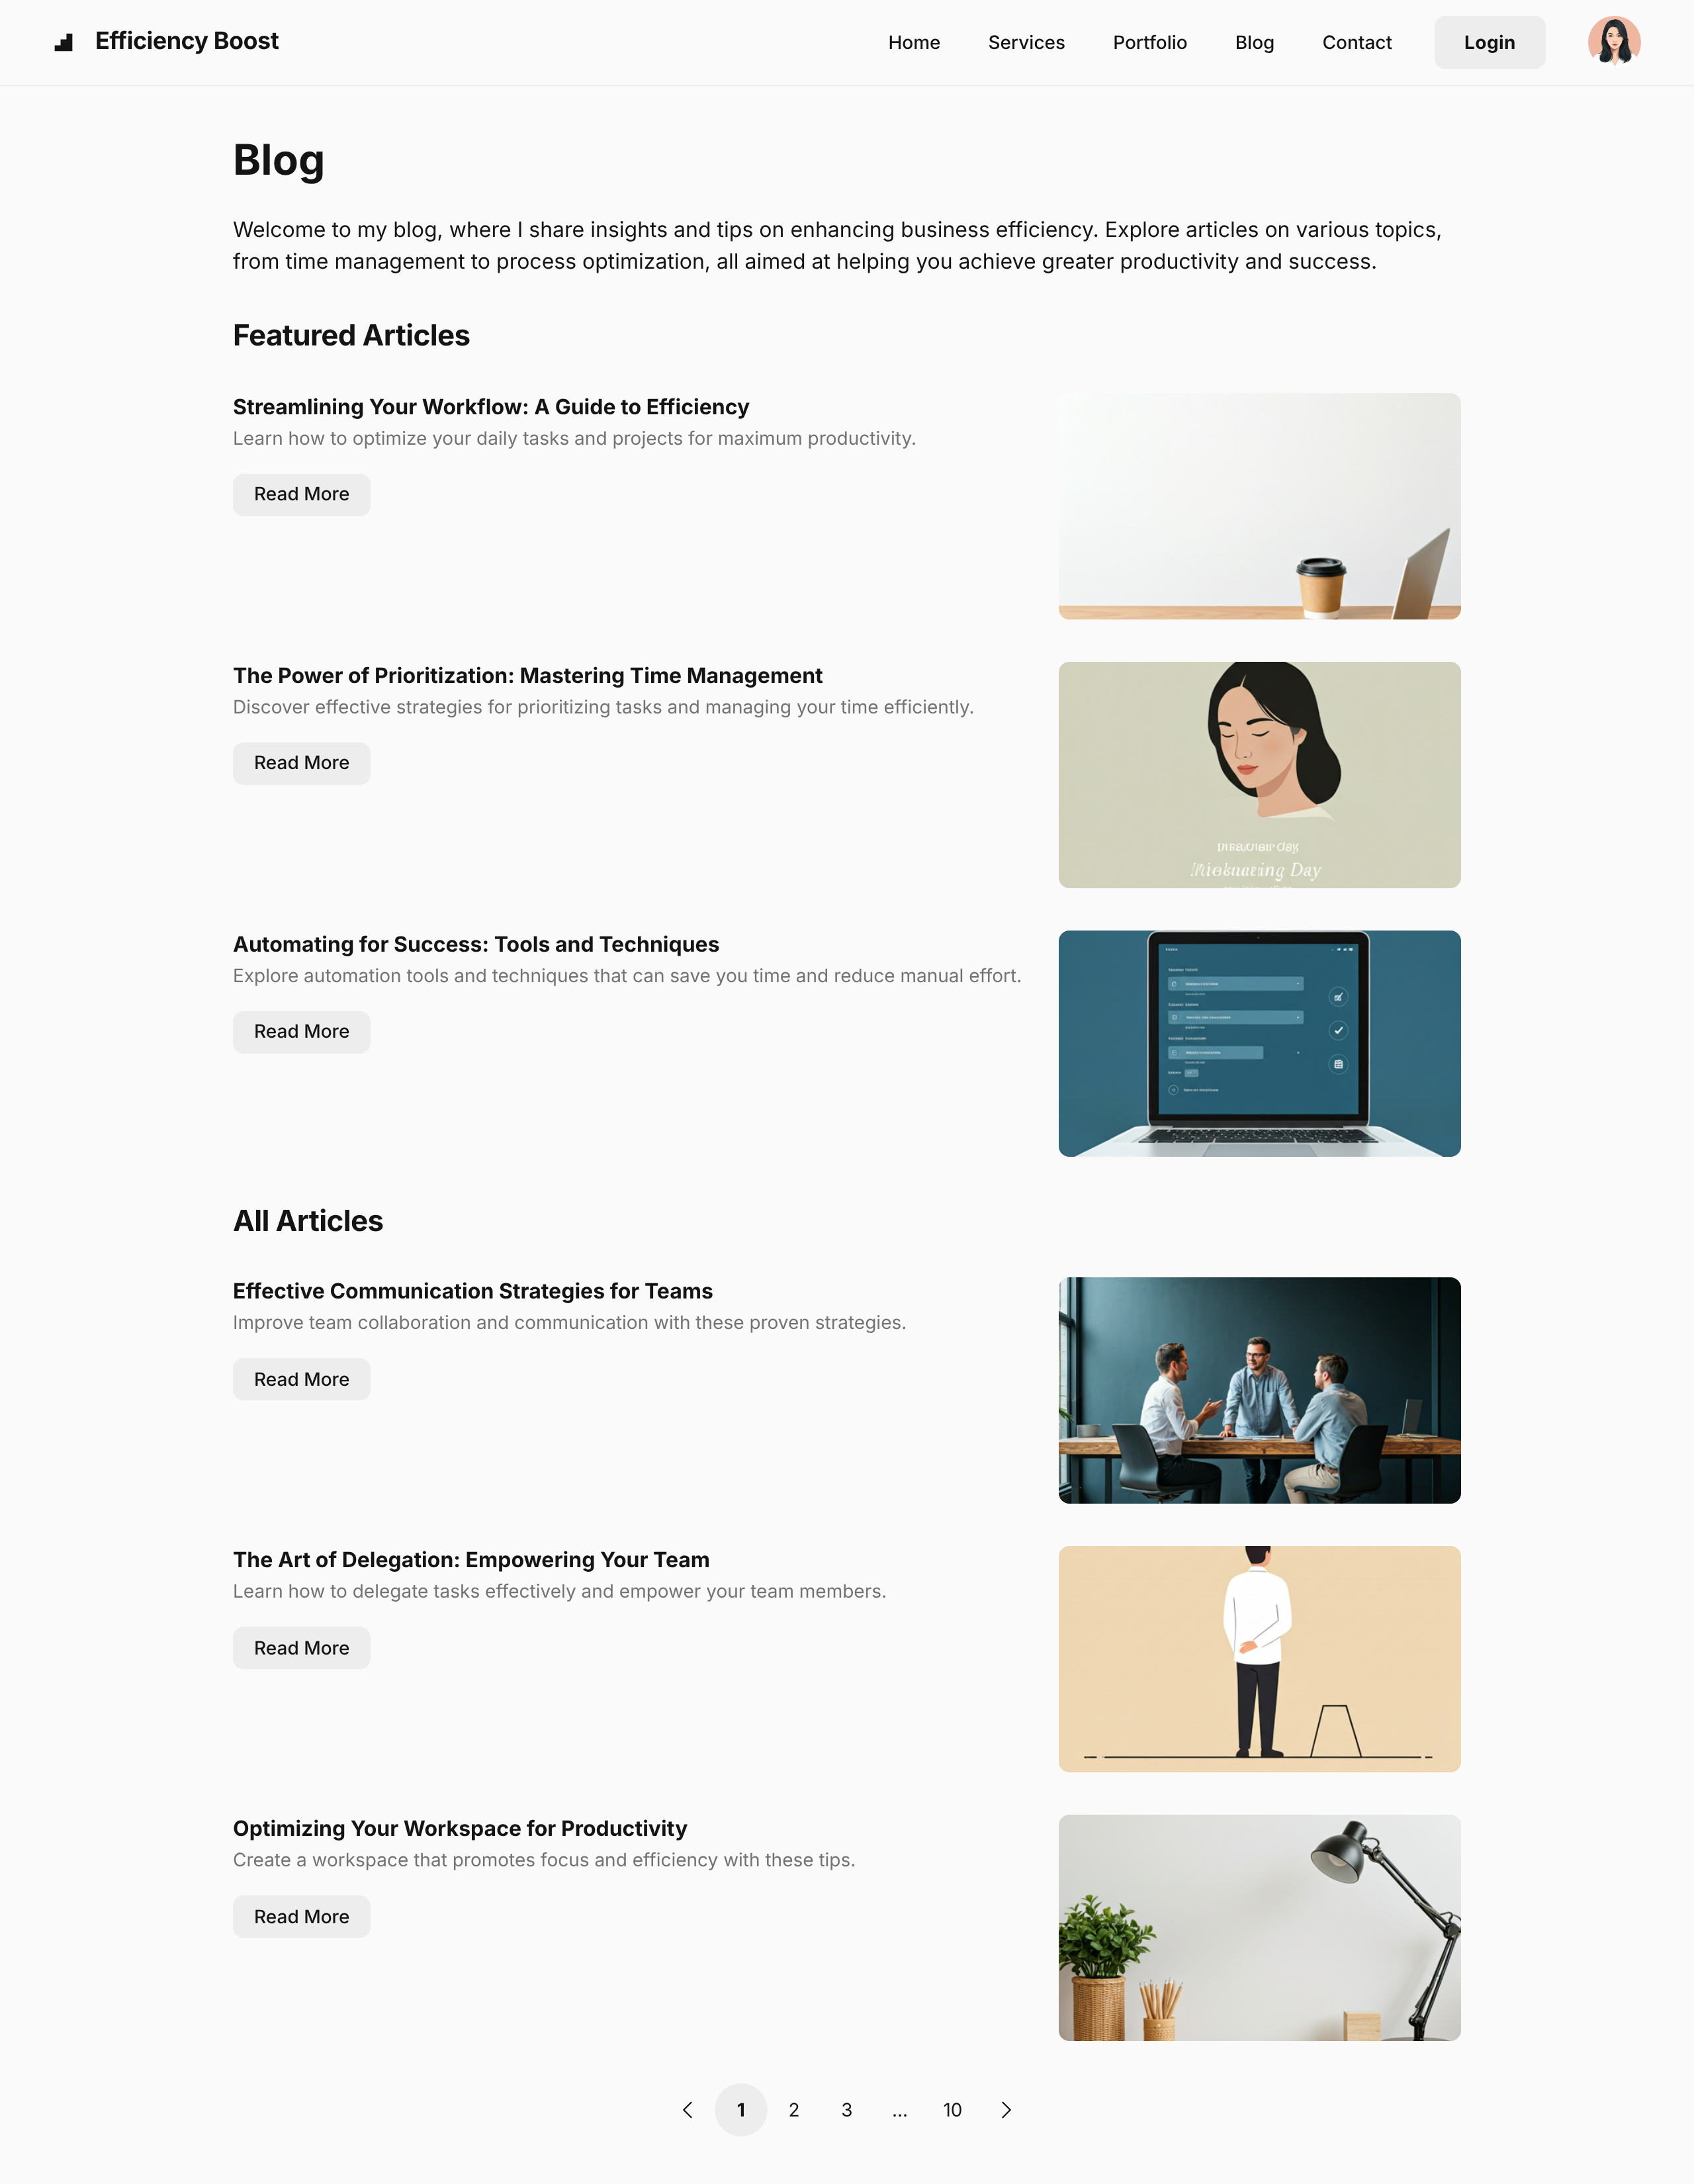 Efficiency Boost
Home
Services
Portfolio
Blog
Contact
Login
Blog
Welcome to my blog, where I share insights and tips on enhancing business efficiency. Explore articles on various topics,
from time management to process optimization, all aimed at helping you achieve greater productivity and success.
Featured Articles
Streamlining Your Workflow: A Guide to Efficiency
Learn how to optimize your daily tasks and projects for maximum productivity.
Read More
The Power of Prioritization: Mastering Time Management
Discover effective strategies for prioritizing tasks and managing your time efficiently.
Read More
Day
Automating for Success: Tools and Techniques
Explore automation tools and techniques that can save you time and reduce manual effort.
Read More
All Articles
Effective Communication Strategies for Teams
Improve team collaboration and communication with these proven strategies.
Read More
The Art of Delegation: Empowering Your Team
Learn how to delegate tasks effectively and empower your team members.
Read More
Optimizing Your Workspace for Productivity
Create a workspace that promotes focus and efficiency with these tips.
Read More
1 2 3 ... 10